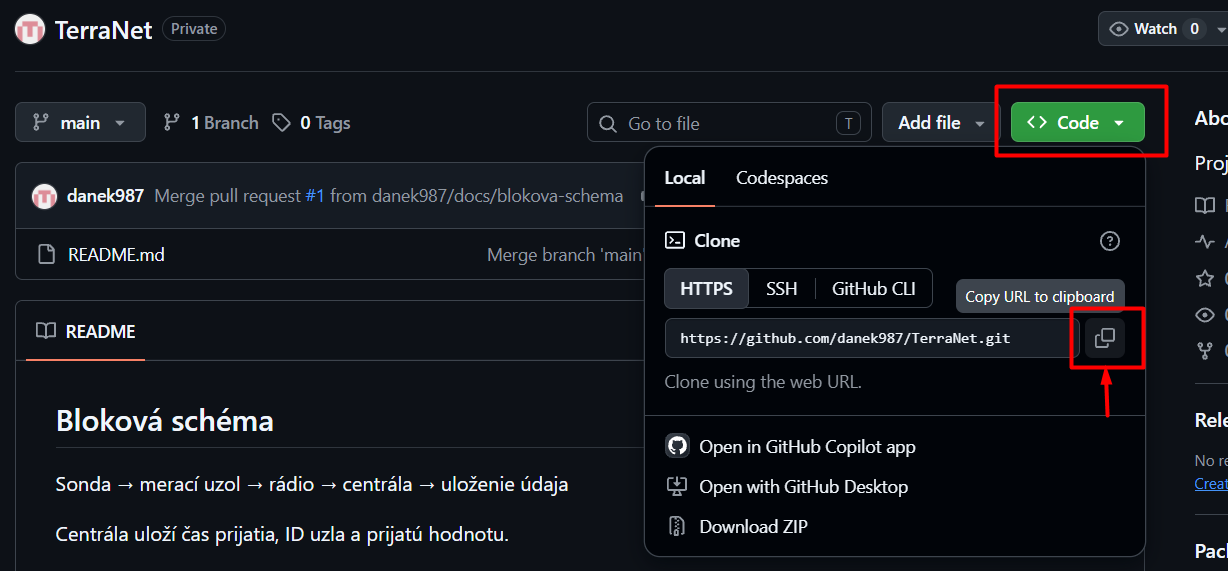 TerraNet Private
Watch 0
main 1 Branch 0 Tags
Go to file T
Add file
Code
danek987 Merge pull request #1 from danek987/docs/blokova-schema
README.md Merge branch 'main'
README
Bloková schéma
Sonda → merací uzol → rádio → centrála → uloženie údaja
Centrála uloží čas prijatia, ID uzla a prijatú hodnotu.
Local Codespaces
Clone
HTTPS SSH GitHub CLI
Copy URL to clipboard
https://github.com/danek987/TerraNet.git
Clone using the web URL.
Open in GitHub Copilot app
Open with GitHub Desktop
Download ZIP
Abo
Proj
Rele
No re
Creat
Pac